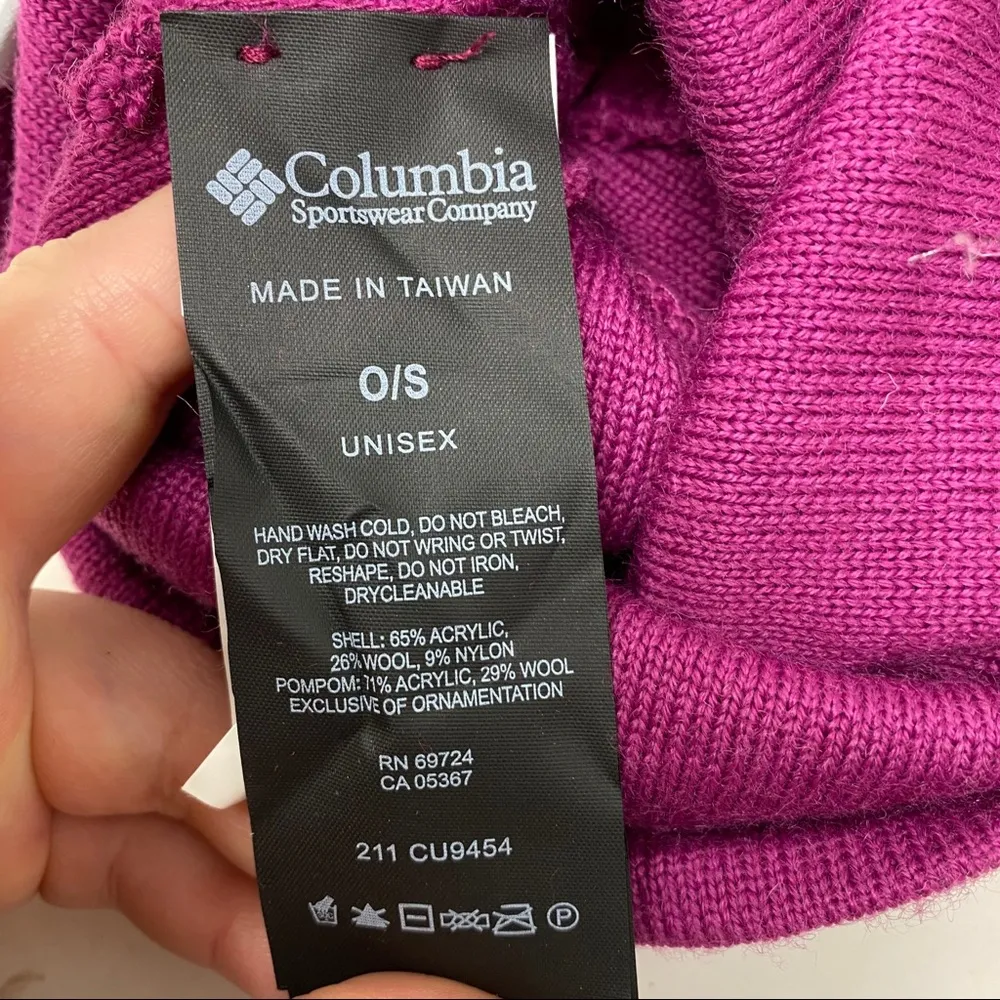 Columbia
Sportswear Company
MADE IN TAIWAN
O/S
UNISEX
HAND WASH COLD, DO NOT BLEACH,
DRY FLAT, DO NOT WRING OR TWIST,
RESHAPE, DO NOT IRON,
DRYCLEANABLE
SHELL: 65% ACRYLIC,
26% WOOL, 9% NYLON
POMPOM: 71% ACRYLIC, 29% WOOL
EXCLUSIVE OF ORNAMENTATION
RN 69724
CA 05367
211 CU9454
P